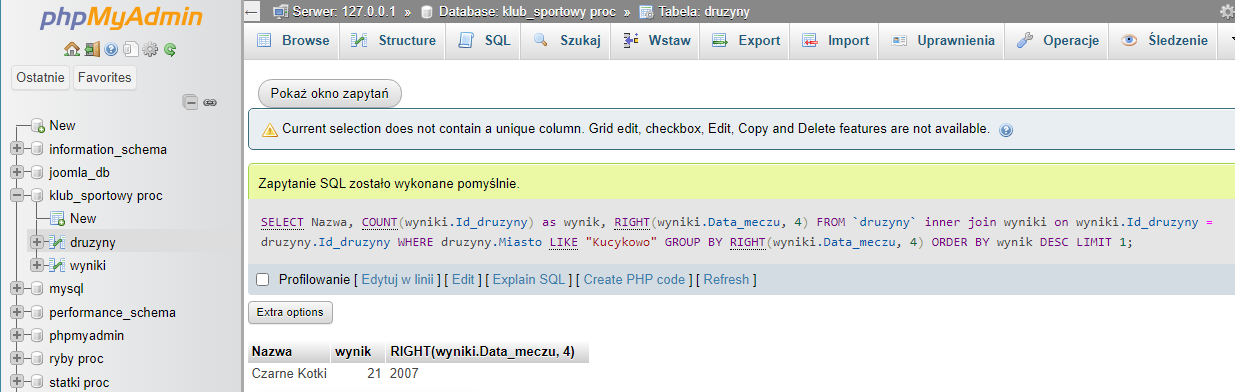 phpMyAdmin
Ostatnie Favorites
New
information_schema
joomla_db
klub_sportowy proc
New
druzyny
wyniki
mysql
performance_schema
phpmyadmin
ryby proc
statki proc
Serwer: 127.0.0.1 » Database: klub_sportowy proc » Tabela: druzyny
Browse Structure SQL Szukaj Wstaw Export Import Uprawnienia Operacje Śledzenie
Pokaż okno zapytań
Current selection does not contain a unique column. Grid edit, checkbox, Edit, Copy and Delete features are not available.
Zapytanie SQL zostało wykonane pomyślnie.
SELECT Nazwa, COUNT(wyniki.Id_druzyny) as wynik, RIGHT(wyniki.Data_meczu, 4) FROM `druzyny` inner join wyniki on wyniki.Id_druzyny =
druzyny.Id_druzyny WHERE druzyny.Miasto LIKE "Kucykowo" GROUP BY RIGHT(wyniki.Data_meczu, 4) ORDER BY wynik DESC LIMIT 1;
Profilowanie [ Edytuj w linii ] [ Edit ] [ Explain SQL ] [ Create PHP code ] [ Refresh ]
Extra options
Nazwa wynik RIGHT(wyniki.Data_meczu, 4)
Czarne Kotki 21 2007